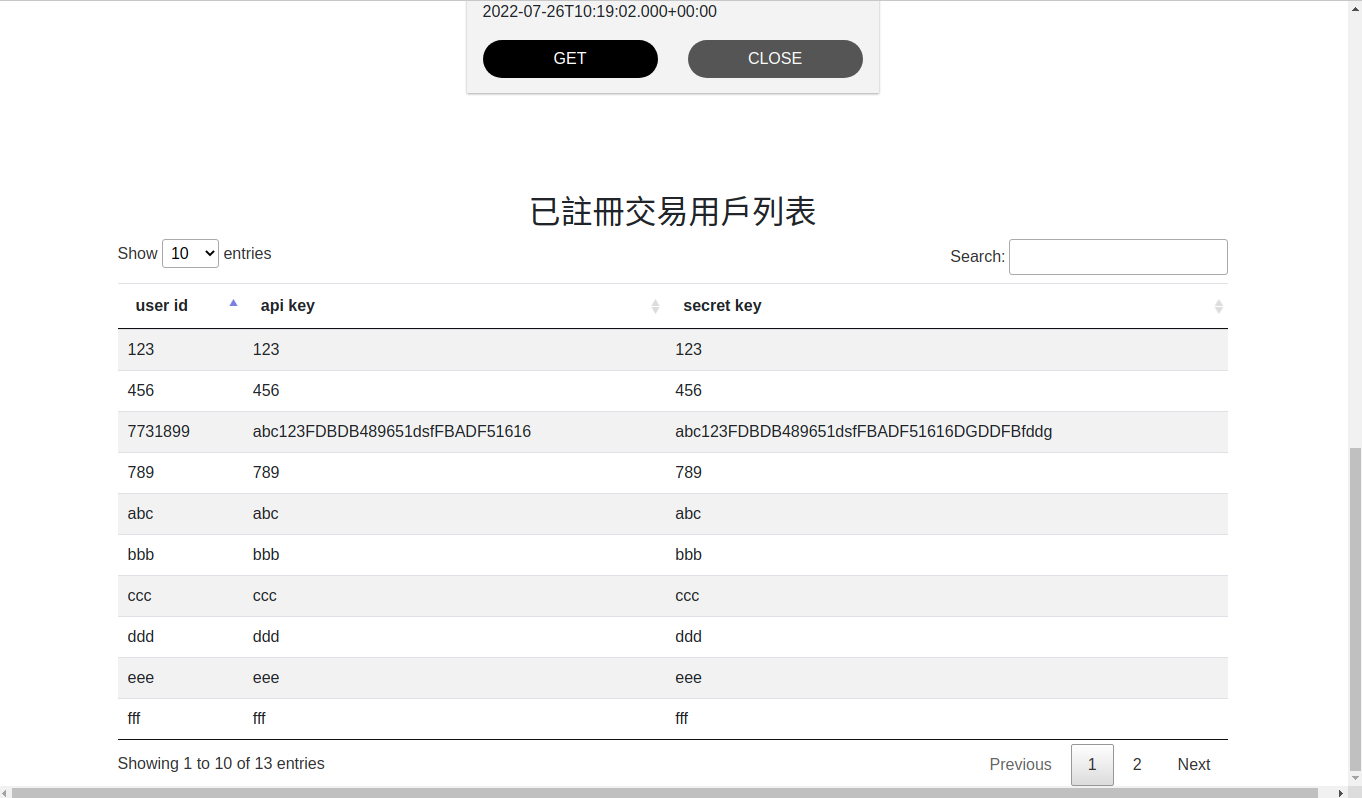 2022-07-26T10:19:02.000+00:00
GET CLOSE
已註冊交易用戶列表
Show 10 entries Search:
user id api key secret key
123 123 123
456 456 456
7731899 abc123FDBDB489651dsfFBADF51616 abc123FDBDB489651dsfFBADF51616DGDDFBfddg
789 789 789
abc abc abc
bbb bbb bbb
ccc ccc ccc
ddd ddd ddd
eee eee eee
fff fff fff
Showing 1 to 10 of 13 entries Previous 1 2 Next